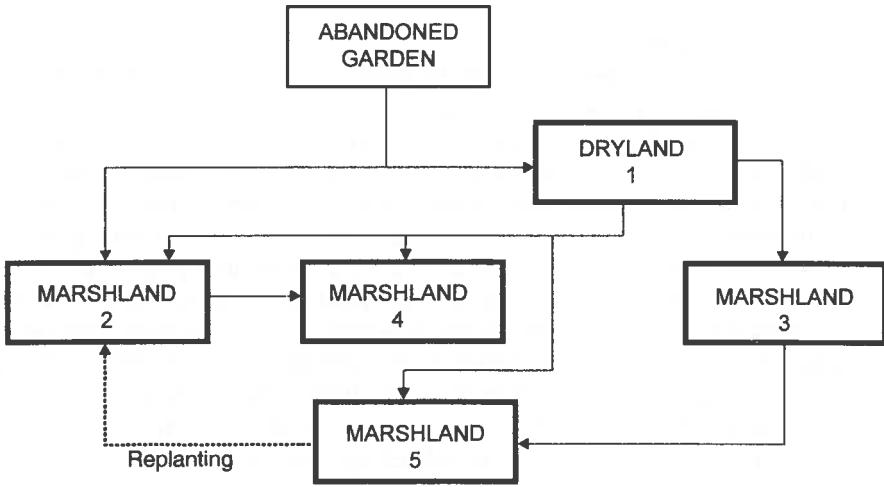 ABANDONED
GARDEN
DRYLAND
1
MARSHLAND
2
MARSHLAND
4
MARSHLAND
3
MARSHLAND
5
Replanting